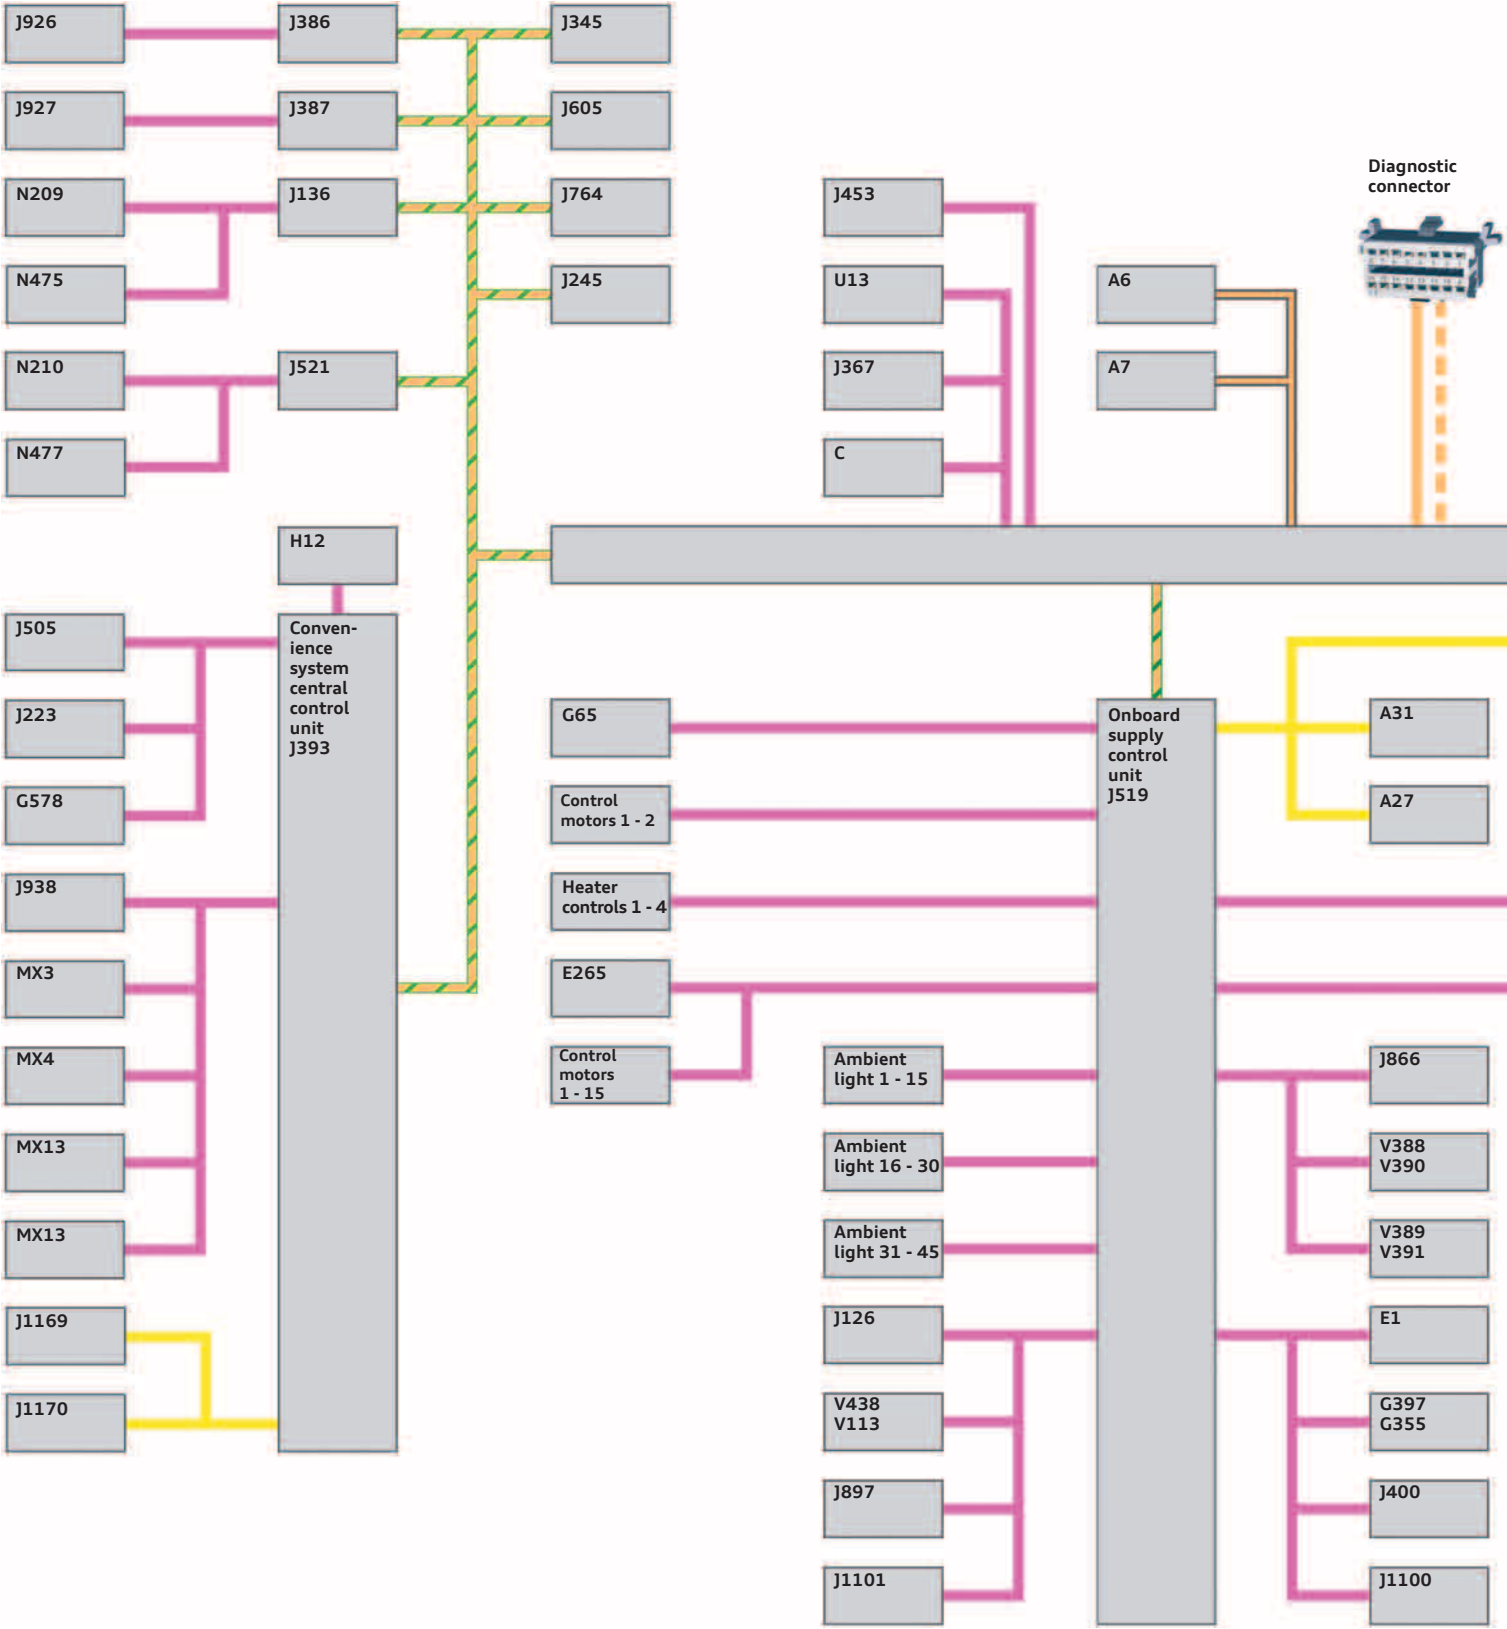 J926
J386
J345
J927
J387
J605
N209
J136
J764
N475
J245
N210
J521
N477
J453
U13
J367
C
A6
A7
Diagnostic
connector
H12
J505
J223
G578
J938
MX3
MX4
MX13
MX13
J1169
J1170
Conven-
ience
system
central
control
unit
J393
G65
Control
motors 1 - 2
Heater
controls 1 - 4
E265
Control
motors
1 - 15
Ambient
light 1 - 15
Ambient
light 16 - 30
Ambient
light 31 - 45
J126
V438
V113
J897
J1101
Onboard
supply
control
unit
J519
A31
A27
J866
V388
V390
V389
V391
E1
G397
G355
J400
J1100